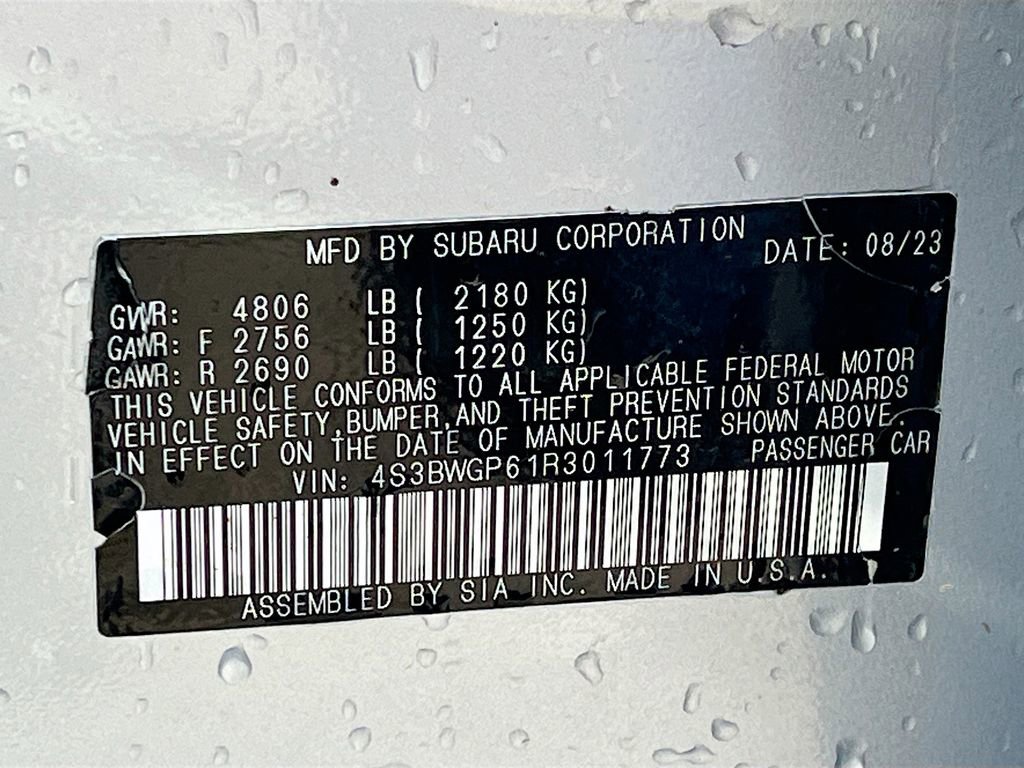 MFD BY SUBARU CORPORATION DATE: 08/23
GVWR: 4806 LB ( 2180 KG)
GAWR: F 2756 LB ( 1250 KG)
GAWR: R 2690 LB ( 1220 KG)
THIS VEHICLE CONFORMS TO ALL APPLICABLE FEDERAL MOTOR
VEHICLE SAFETY,BUMPER,AND THEFT PREVENTION STANDARDS
IN EFFECT ON THE DATE OF MANUFACTURE SHOWN ABOVE.
VIN: 4S3BWGP61R3011773 PASSENGER CAR
ASSEMBLED BY SIA INC. MADE IN U.S.A.